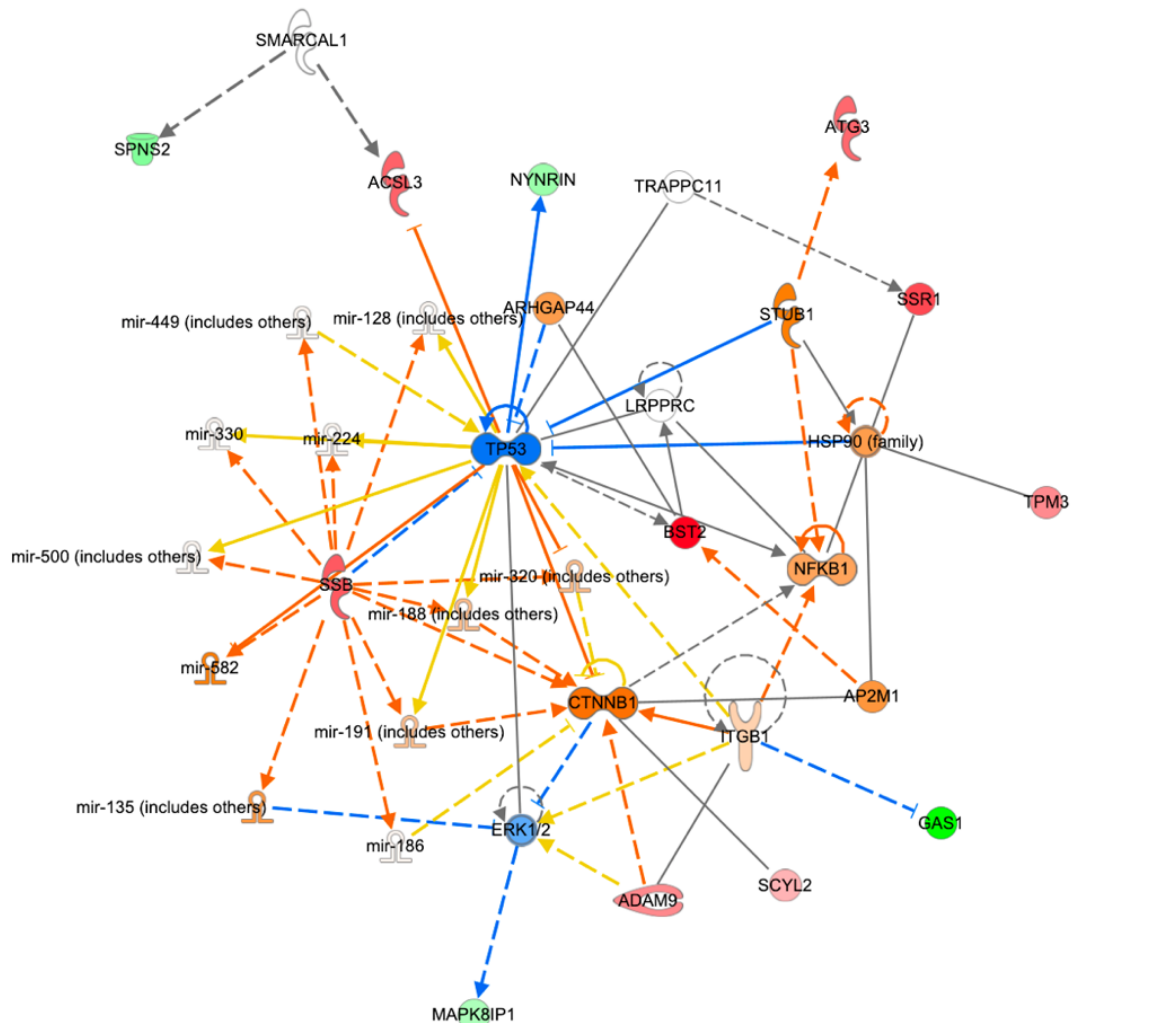 SMARCAL1
ATG3
SPNS2
ACSL3
NYNRIN
TRAPPC11
SSR1
ARHGAP44
STUB1
mir-449 (includes others)
mir-128 (includes others)
LRPPRC
mir-330
mir-224
TP53
HSP90 (family)
TPM3
BST2
mir-500 (includes others)
NFKB1
mir-320 (includes others)
SSB
mir-188 (includes others)
mir-582
CTNNB1
AP2M1
mir-191 (includes others)
ITGB1
mir-135 (includes others)
GAS1
ERK1/2
mir-186
SCYL2
ADAM9
MAPK8IP1